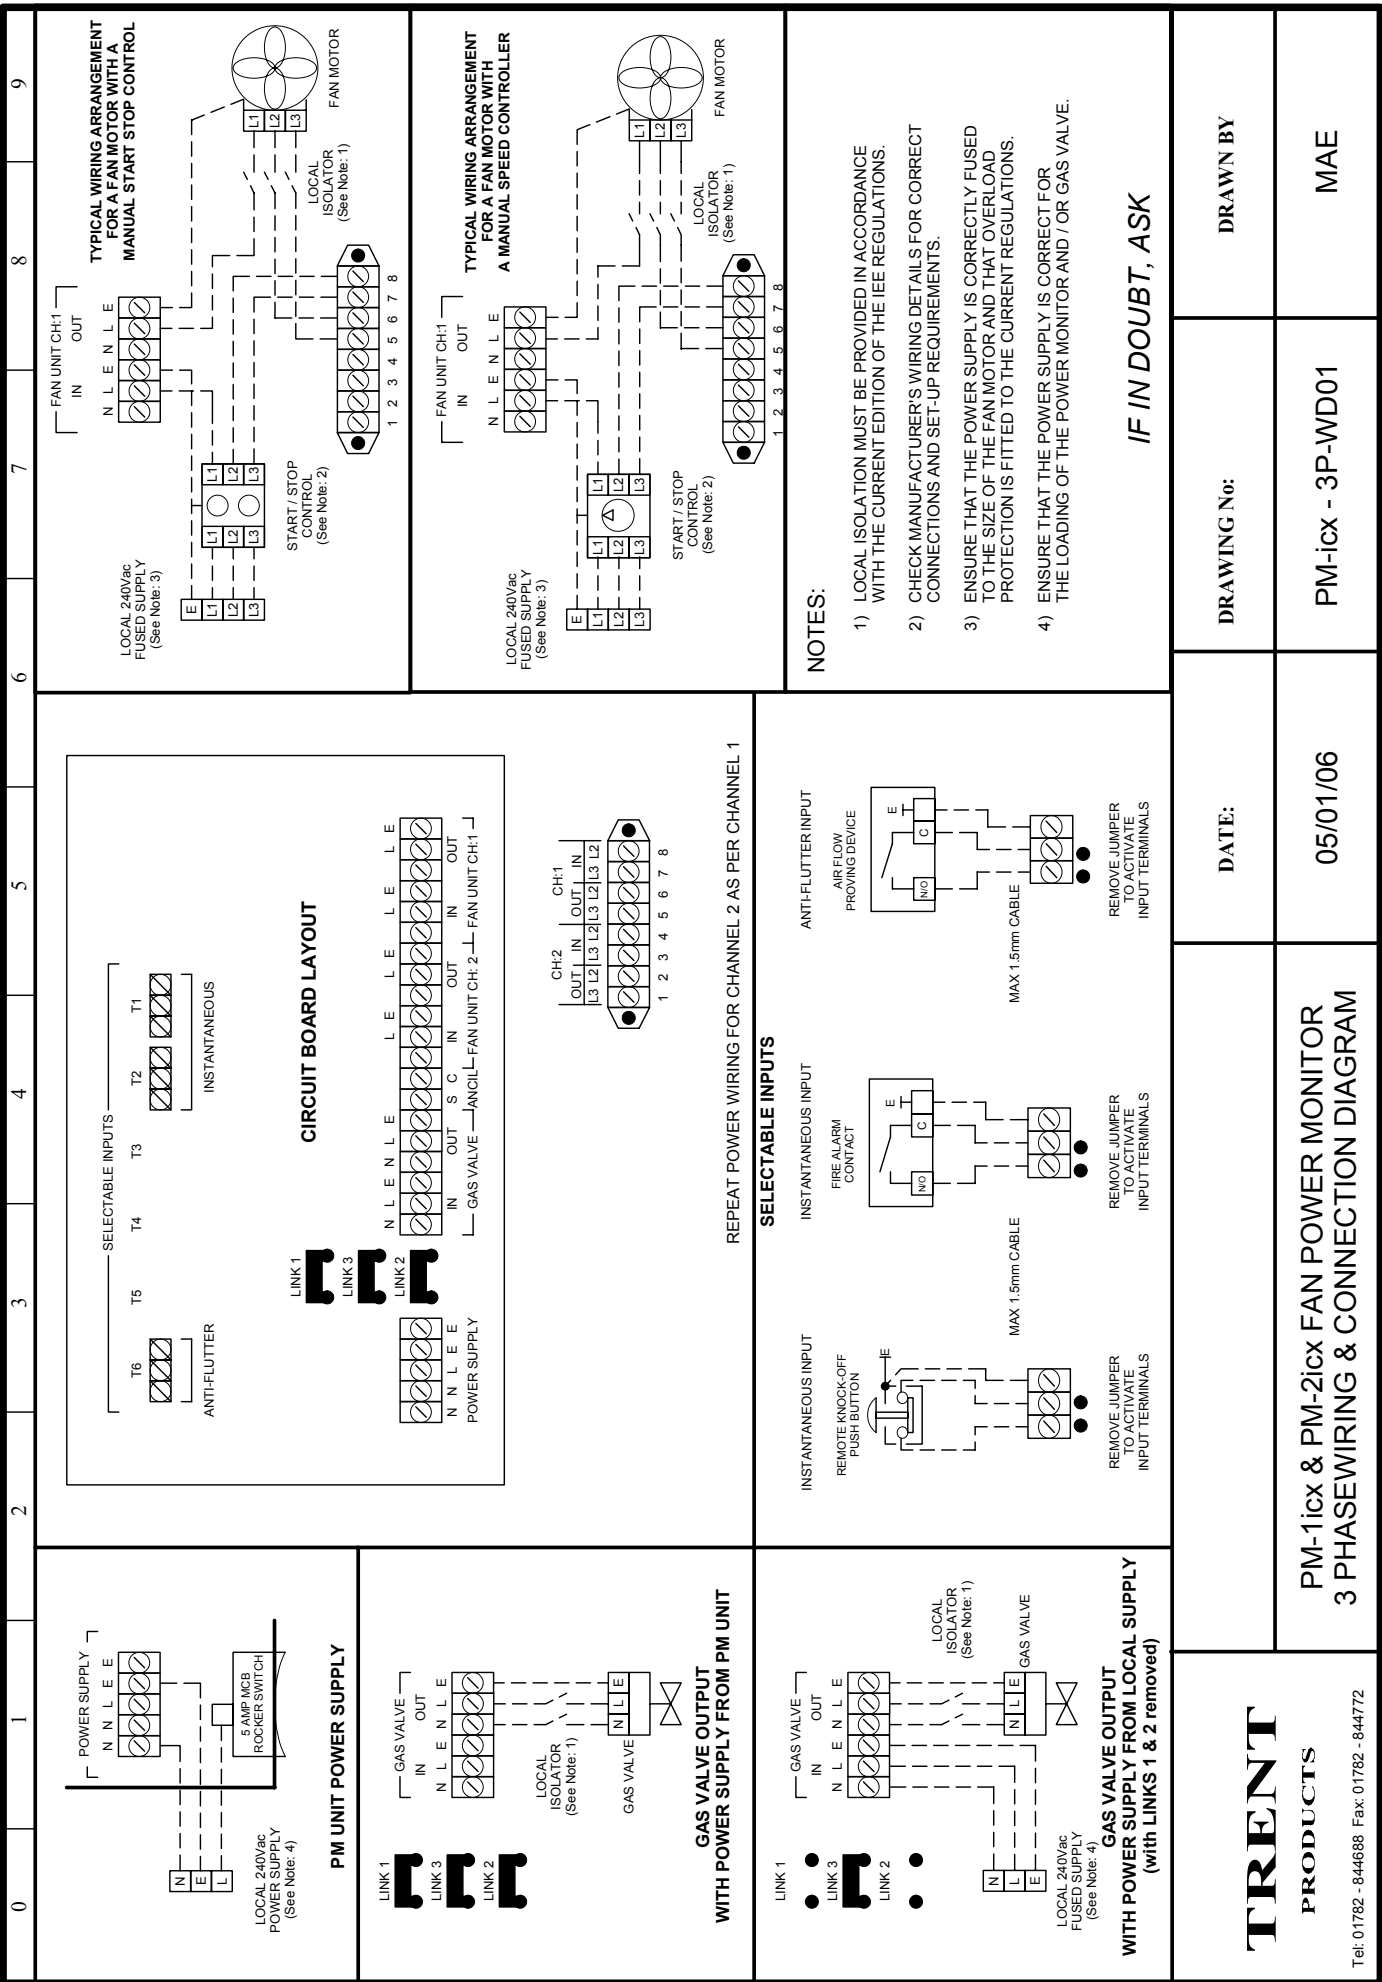 0 1 2 3 4 5 6 7 8 9
POWER SUPPLY
N N L E E
5 AMP MCB
ROCKER SWITCH
N
E
L
LOCAL 240Vac
POWER SUPPLY
(See Note: 4)
PM UNIT POWER SUPPLY
LINK 1
LINK 3
LINK 2
GAS VALVE
IN OUT
N L E N L E
LOCAL
ISOLATOR
(See Note: 1)
N L E
GAS VALVE
GAS VALVE OUTPUT
WITH POWER SUPPLY FROM PM UNIT
LINK 1
LINK 3
LINK 2
GAS VALVE
IN OUT
N L E N L E
LOCAL
ISOLATOR
(See Note: 1)
N L E
GAS VALVE
N
L
E
LOCAL 240Vac
FUSED SUPPLY
(See Note: 4)
GAS VALVE OUTPUT
WITH POWER SUPPLY FROM LOCAL SUPPLY
(with LINKS 1 & 2 removed)
SELECTABLE INPUTS
T6 T5 T4 T3 T2 T1
ANTI-FLUTTER
INSTANTANEOUS
CIRCUIT BOARD LAYOUT
LINK 1
LINK 3
LINK 2
N N L E E
POWER SUPPLY
N L E N L E L E L E L E L E
IN OUT S C IN OUT IN OUT
GAS VALVE ANCIL FAN UNIT CH: 2 FAN UNIT CH:1
CH:2 CH:1
OUT IN OUT IN
L3 L2 L3 L2 L3 L2 L3 L2
1 2 3 4 5 6 7 8
REPEAT POWER WIRING FOR CHANNEL 2 AS PER CHANNEL 1
SELECTABLE INPUTS
INSTANTANEOUS INPUT
REMOTE KNOCK-OFF
PUSH BUTTON
E
REMOVE JUMPER
TO ACTIVATE
INPUT TERMINALS
MAX 1.5mm CABLE
INSTANTANEOUS INPUT
FIRE ALARM
CONTACT
N/O C E
REMOVE JUMPER
TO ACTIVATE
INPUT TERMINALS
MAX 1.5mm CABLE
ANTI-FLUTTER INPUT
AIR FLOW
PROVING DEVICE
N/O C E
REMOVE JUMPER
TO ACTIVATE
INPUT TERMINALS
TYPICAL WIRING ARRANGEMENT
FOR A FAN MOTOR WITH A
MANUAL START STOP CONTROL
FAN UNIT CH:1
IN OUT
N L E N L E
LOCAL 240Vac
FUSED SUPPLY
(See Note: 3)
E
L1 L1 L1
L2 L2 L2
L3 L3 L3
START / STOP
CONTROL
(See Note: 2)
1 2 3 4 5 6 7 8
LOCAL
ISOLATOR
(See Note: 1)
L1 L2 L3
FAN MOTOR
TYPICAL WIRING ARRANGEMENT
FOR A FAN MOTOR WITH
A MANUAL SPEED CONTROLLER
FAN UNIT CH:1
IN OUT
N L E N L E
LOCAL 240Vac
FUSED SUPPLY
(See Note: 3)
E
L1 L1 L1
L2 L2 L2
L3 L3 L3
START / STOP
CONTROL
(See Note: 2)
1 2 3 4 5 6 7 8
LOCAL
ISOLATOR
(See Note: 1)
L1 L2 L3
FAN MOTOR
NOTES:
1) LOCAL ISOLATION MUST BE PROVIDED IN ACCORDANCE
WITH THE CURRENT EDITION OF THE IEE REGULATIONS.
2) CHECK MANUFACTURER'S WIRING DETAILS FOR CORRECT
CONNECTIONS AND SET-UP REQUIREMENTS.
3) ENSURE THAT THE POWER SUPPLY IS CORRECTLY FUSED
TO THE SIZE OF THE FAN MOTOR AND THAT OVERLOAD
PROTECTION IS FITTED TO THE CURRENT REGULATIONS.
4) ENSURE THAT THE POWER SUPPLY IS CORRECT FOR
THE LOADING OF THE POWER MONITOR AND / OR GAS VALVE.
IF IN DOUBT, ASK
TRENT
PRODUCTS
Tel: 01782 - 844688 Fax: 01782 - 844772
PM-1icx & PM-2icx FAN POWER MONITOR
3 PHASEWIRING & CONNECTION DIAGRAM
DATE:
05/01/06
DRAWING No:
PM-icx - 3P-WD01
DRAWN BY
MAE